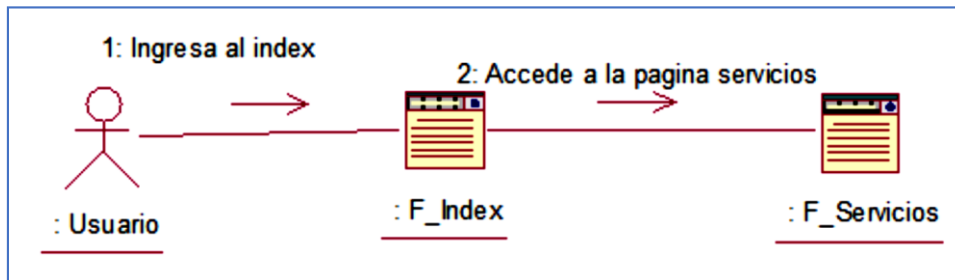 1: Ingresa al index
2: Accede a la pagina servicios
: Usuario
: F_Index
: F_Servicios